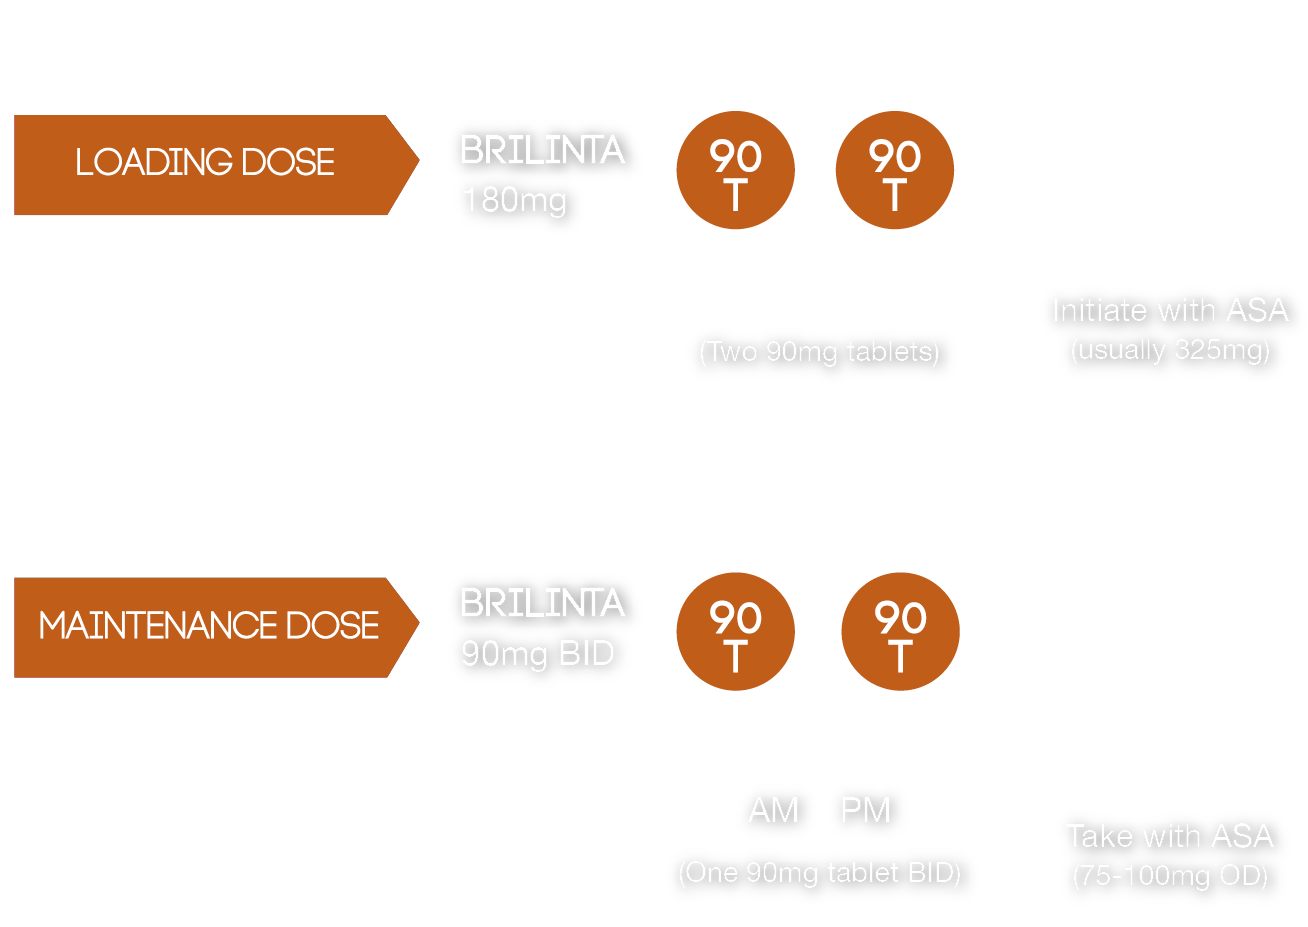 LOADING DOSE
BRILINTA
180mg
90
T
90
T
(Two 90mg tablets)
Initiate with ASA
(usually 325mg)
MAINTENANCE DOSE
BRILINTA
90mg BID
90
T
90
T
AM PM
(One 90mg tablet BID)
Take with ASA
(75-100mg OD)